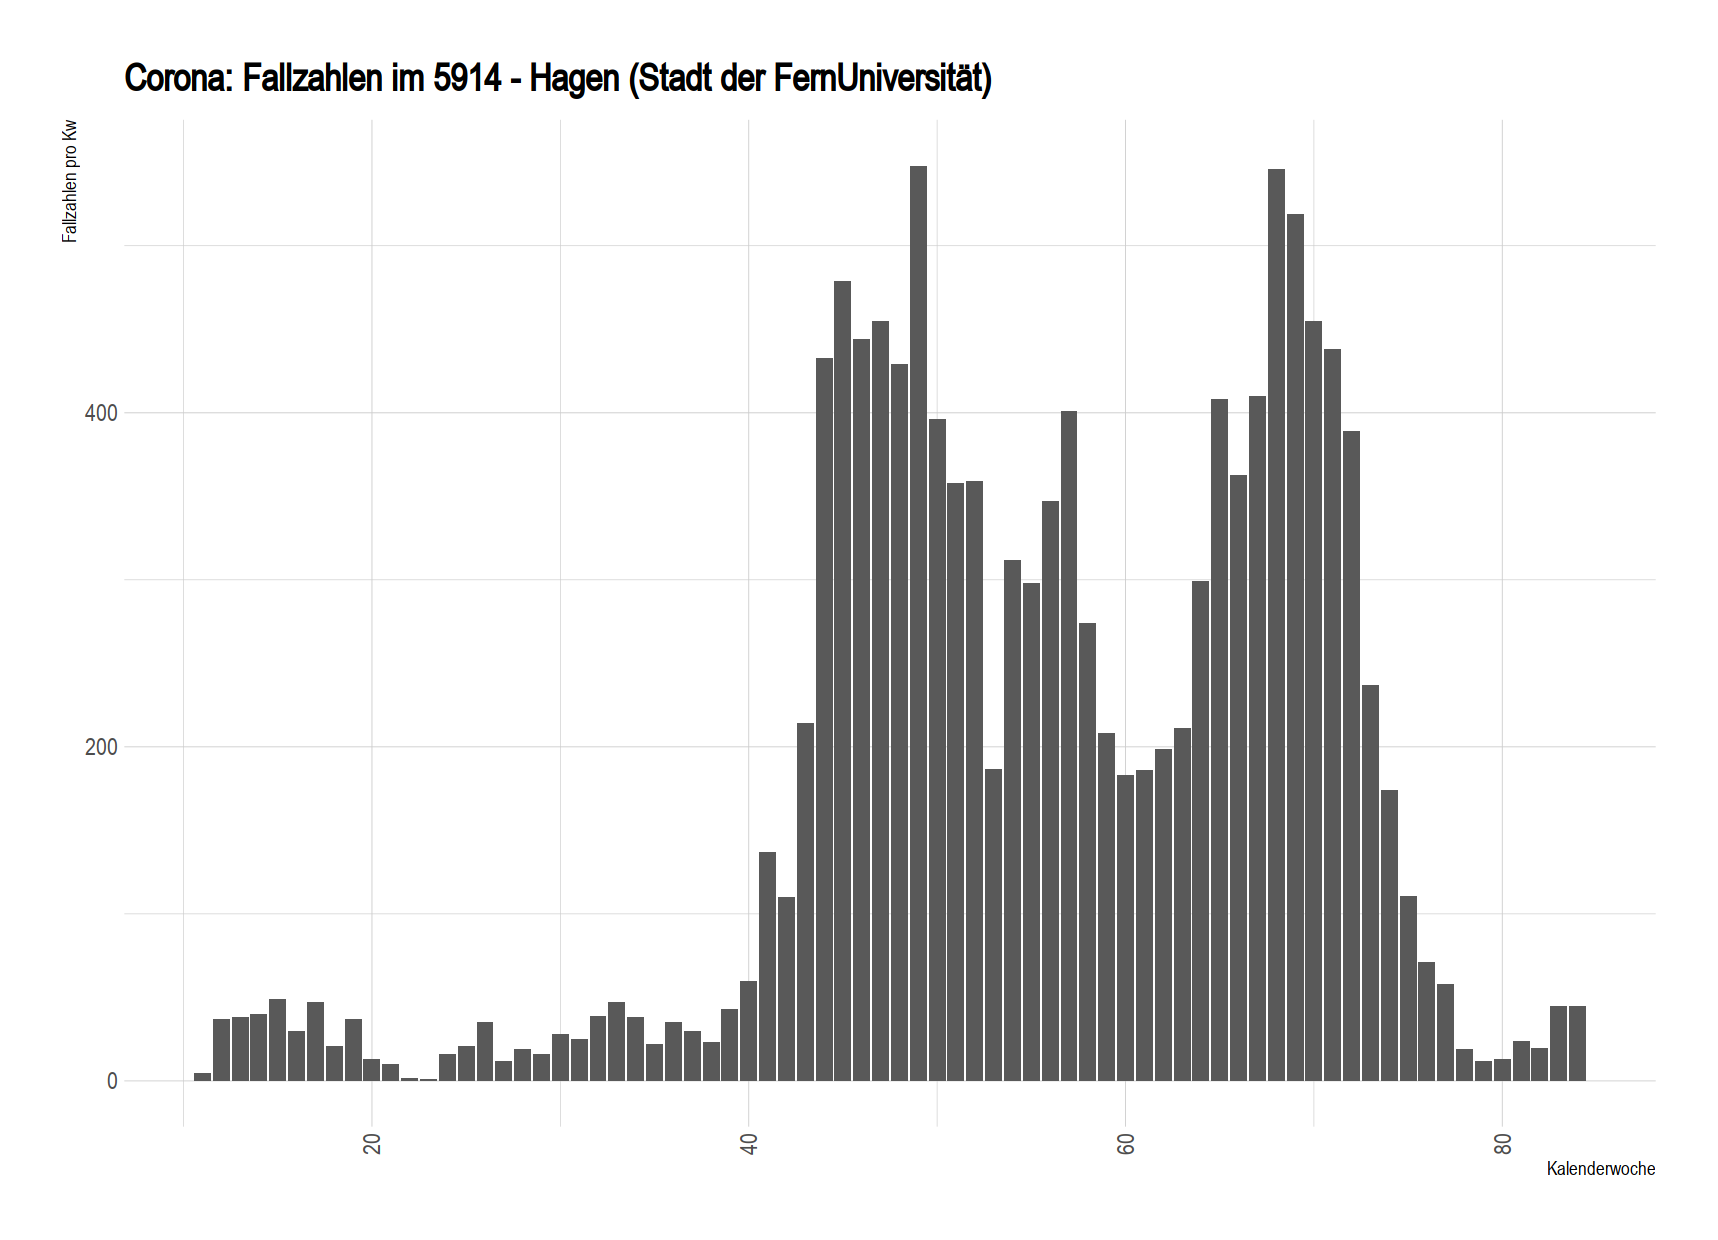 Corona: Fallzahlen im 5914 - Hagen (Stadt der FernUniversität)
Fallzahlen pro Kw
400
200
0
20
40
60
80
Kalenderwoche